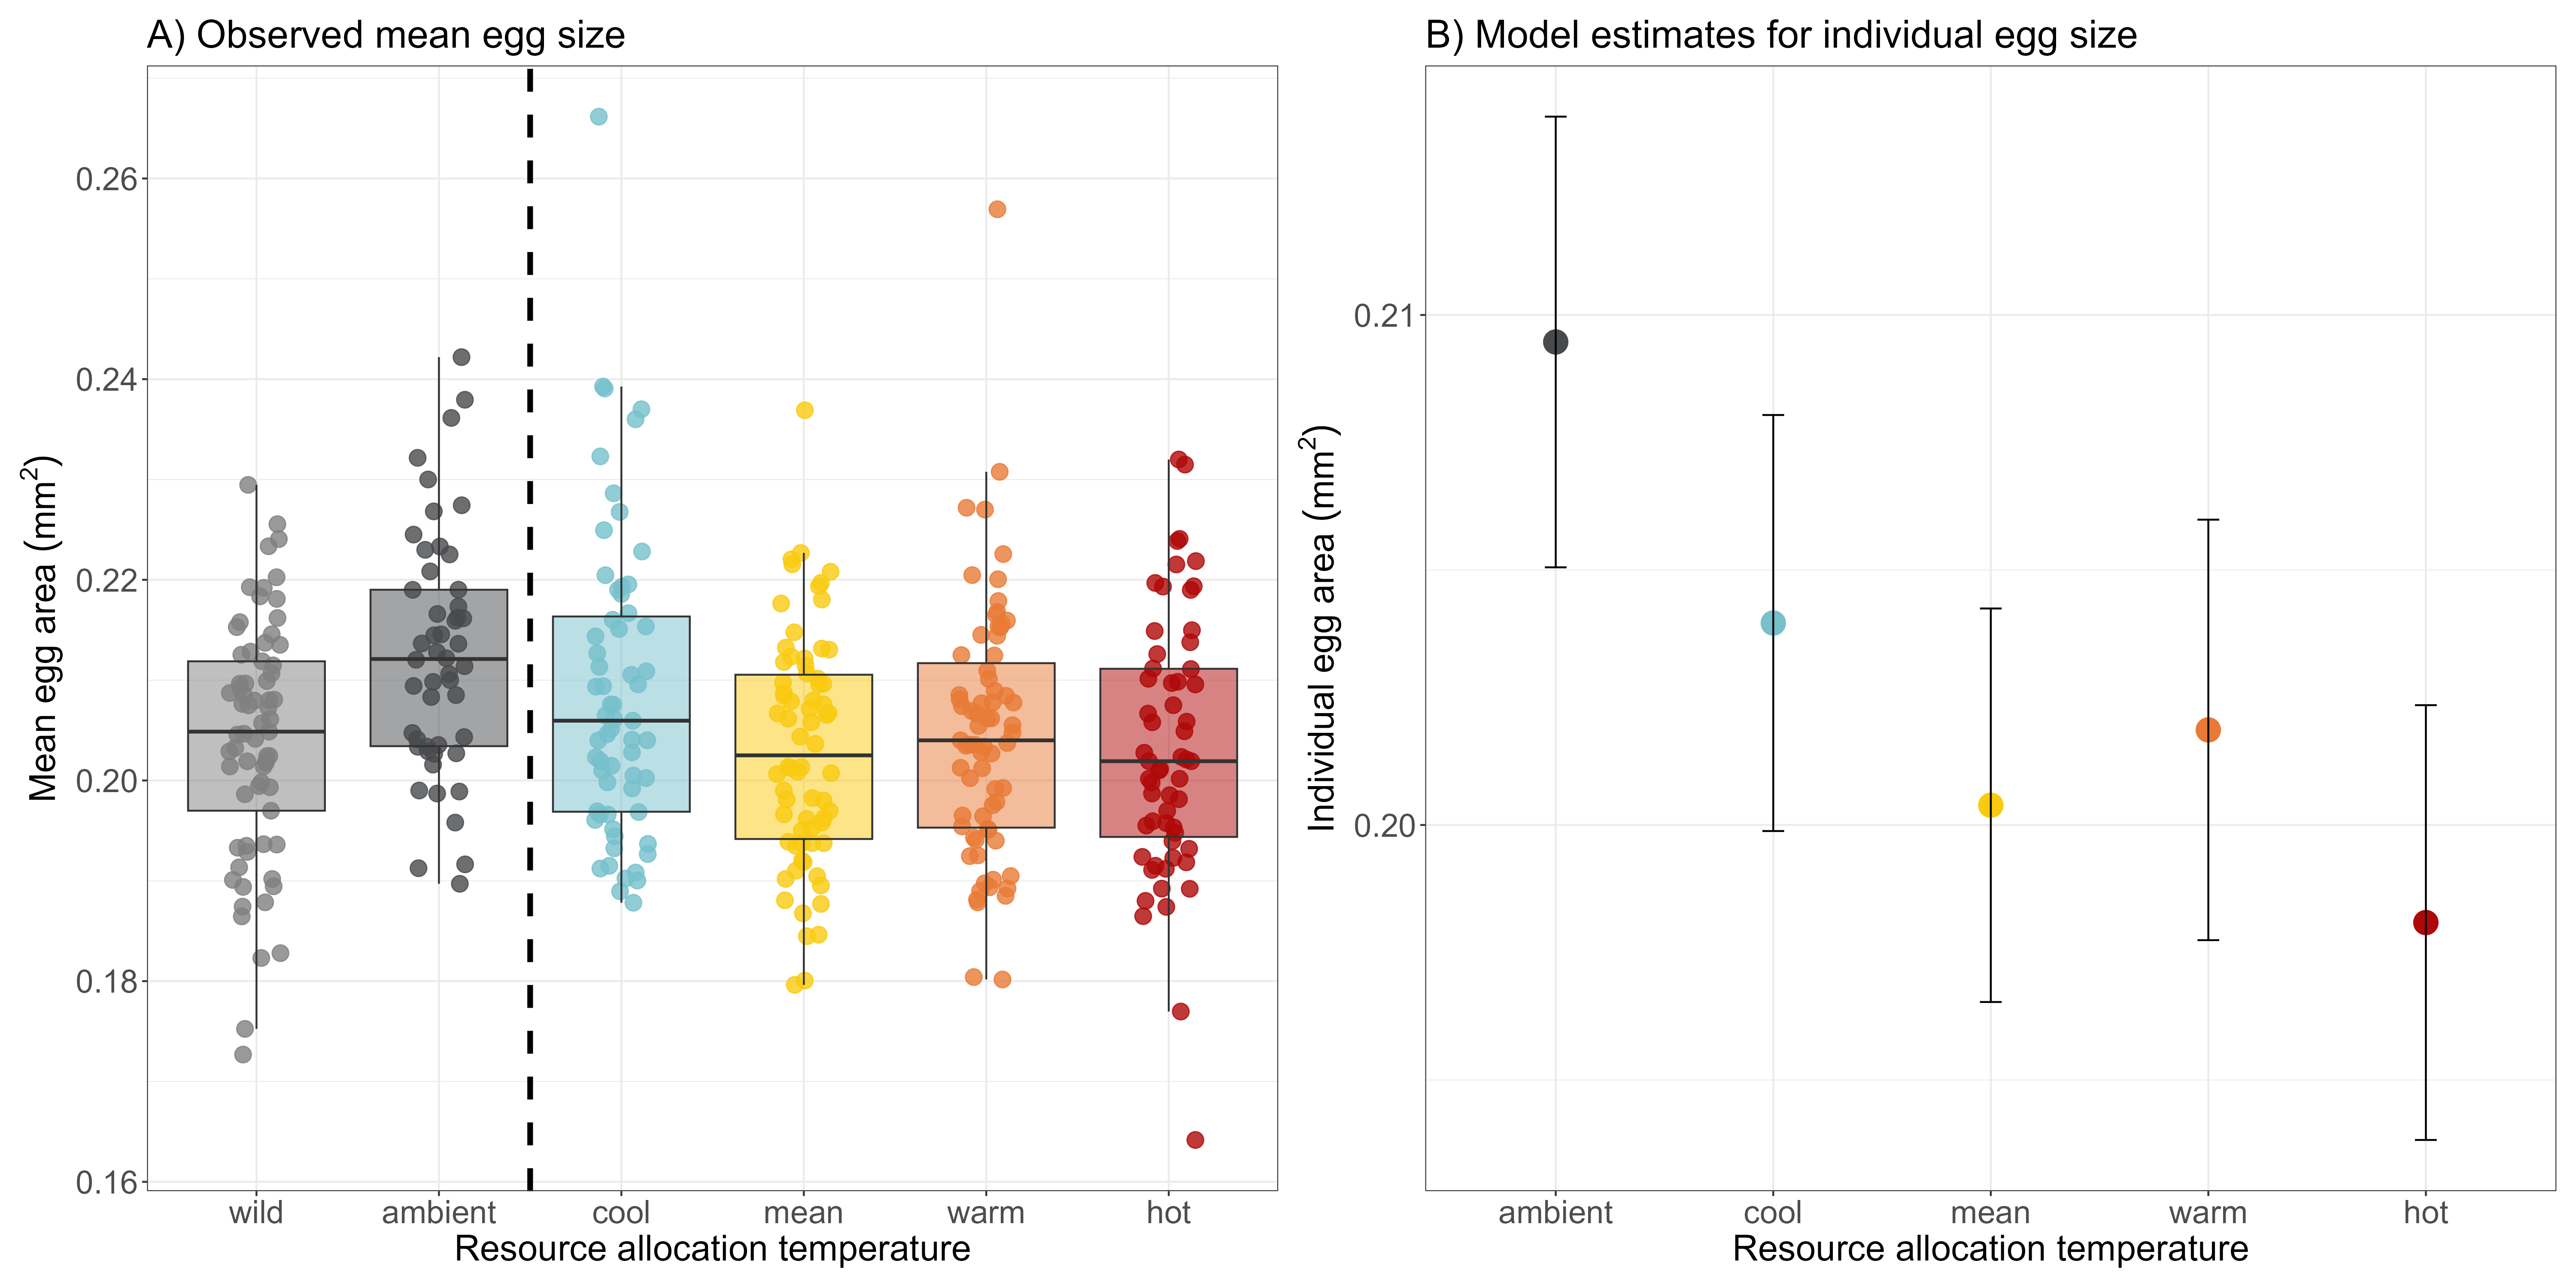 A) Observed mean egg size
Mean egg area (mm²)
0.26
0.24
0.22
0.20
0.18
0.16
wild ambient cool mean warm hot
Resource allocation temperature
B) Model estimates for individual egg size
Individual egg area (mm²)
0.21
0.20
ambient cool mean warm hot
Resource allocation temperature